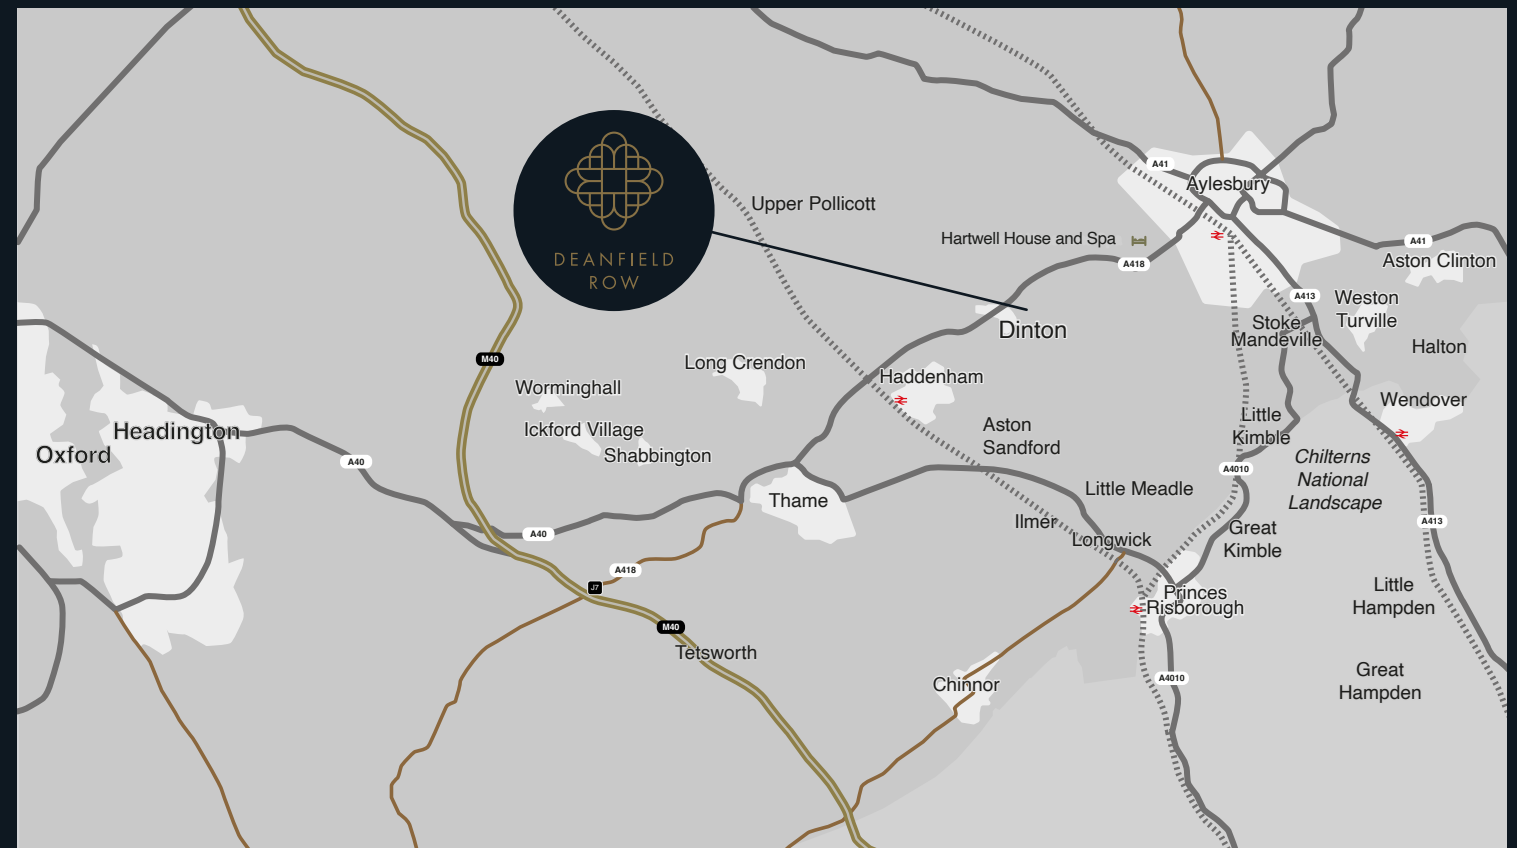 A41
Aylesbury
Upper Pollicott
Hartwell House and Spa
A418
A41
Aston Clinton
DEANFIELD
ROW
A413
Weston
Turville
Dinton
Stoke
Mandeville
Halton
M40
Long Crendon
Worminghall
Haddenham
Wendover
Ickford Village
Shabbington
Aston
Sandford
Little
Kimble
Headington
Oxford
A40
Chilterns
National
Landscape
A4010
Thame
Little Meadle
Ilmer
Longwick
Great
Kimble
A413
A40
A418
J7
Princes
Risborough
Little
Hampden
M40
Tetsworth
Chinnor
A4010
Great
Hampden